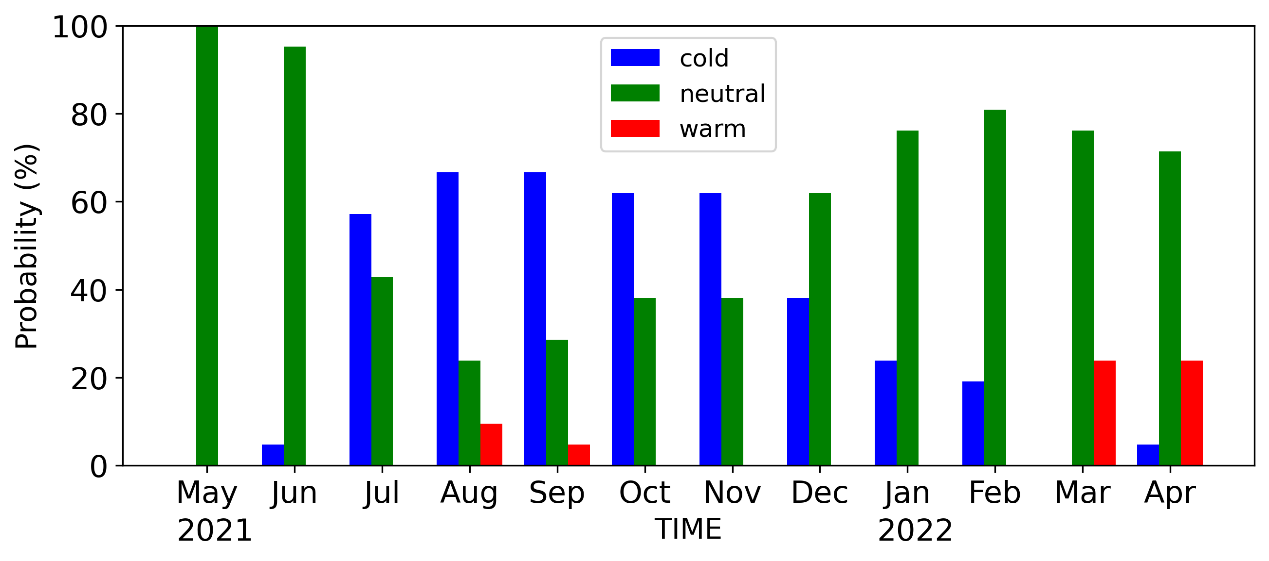 100
80
60
40
20
0
Probability (%)
cold
neutral
warm
May Jun Jul Aug Sep Oct Nov Dec Jan Feb Mar Apr
2021 TIME 2022